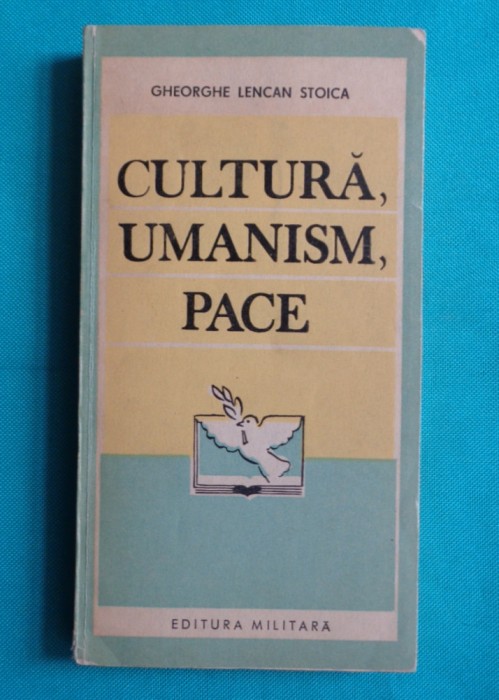 GHEORGHE LENCAN STOICA
CULTURĂ,
UMANISM,
PACE
EDITURA MILITARĂ